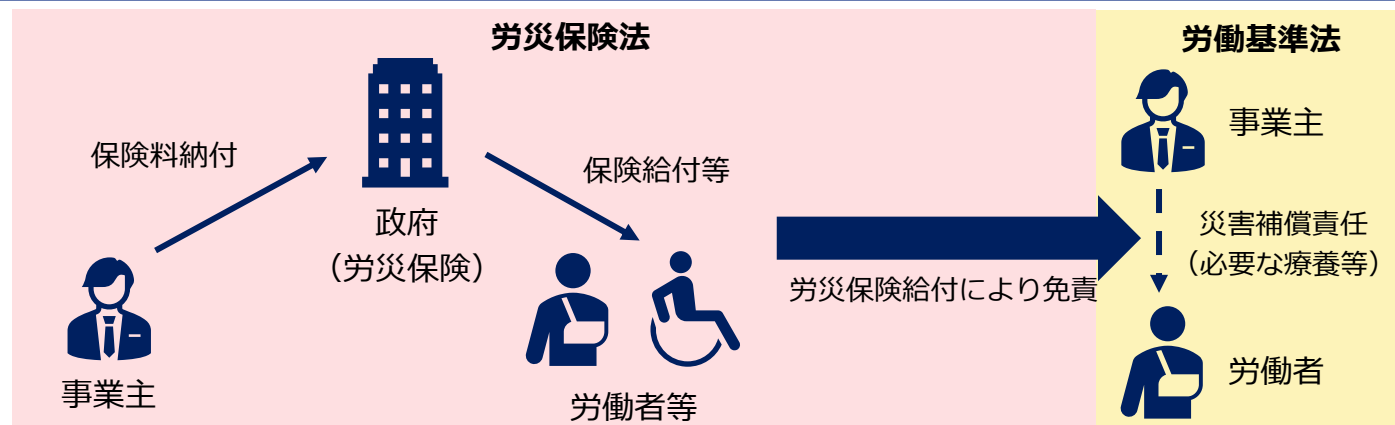 労災保険法
保険料納付
政府
（労災保険）
保険給付等
事業主
労働者等
労災保険給付により免責
労働基準法
事業主
災害補償責任
（必要な療養等）
労働者